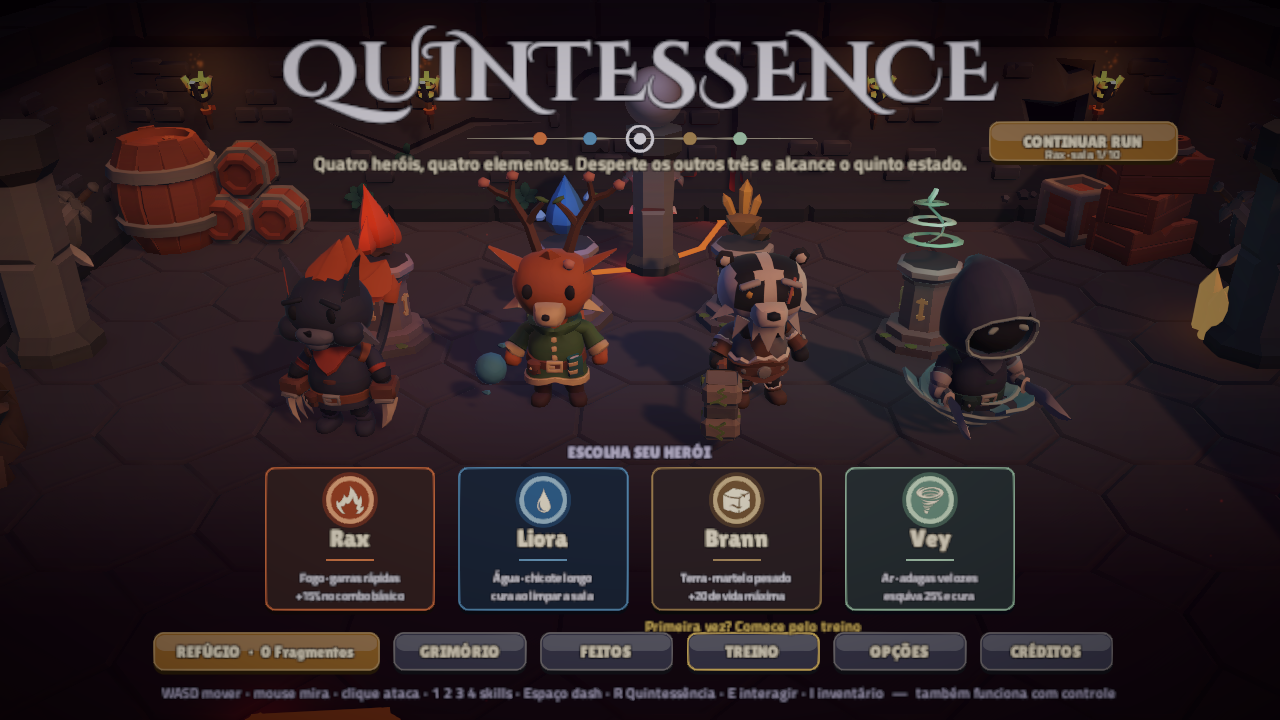 QUINTESSENCE
Quatro heróis, quatro elementos. Desperte os outros três e alcance o quinto estado.
CONTINUAR RUN
Rax · sala 1/10
ESCOLHA SEU HERÓI
Rax
Fogo · garras rápidas
+15% no combo básico
Liora
Água · chicote longo
cura ao limpar a sala
Brann
Terra · martelo pesado
+20 de vida máxima
Vey
Ar · adagas velozes
esquiva 25% e cura
Primeira vez? Comece pelo treino
REFÚGIO · 0 Fragmentos
GRIMÓRIO
FEITOS
TREINO
OPÇÕES
CRÉDITOS
WASD mover · mouse mira · clique ataca · 1 2 3 4 skills · Espaço dash · R Quintessência · E interagir · I inventário — também funciona com controle